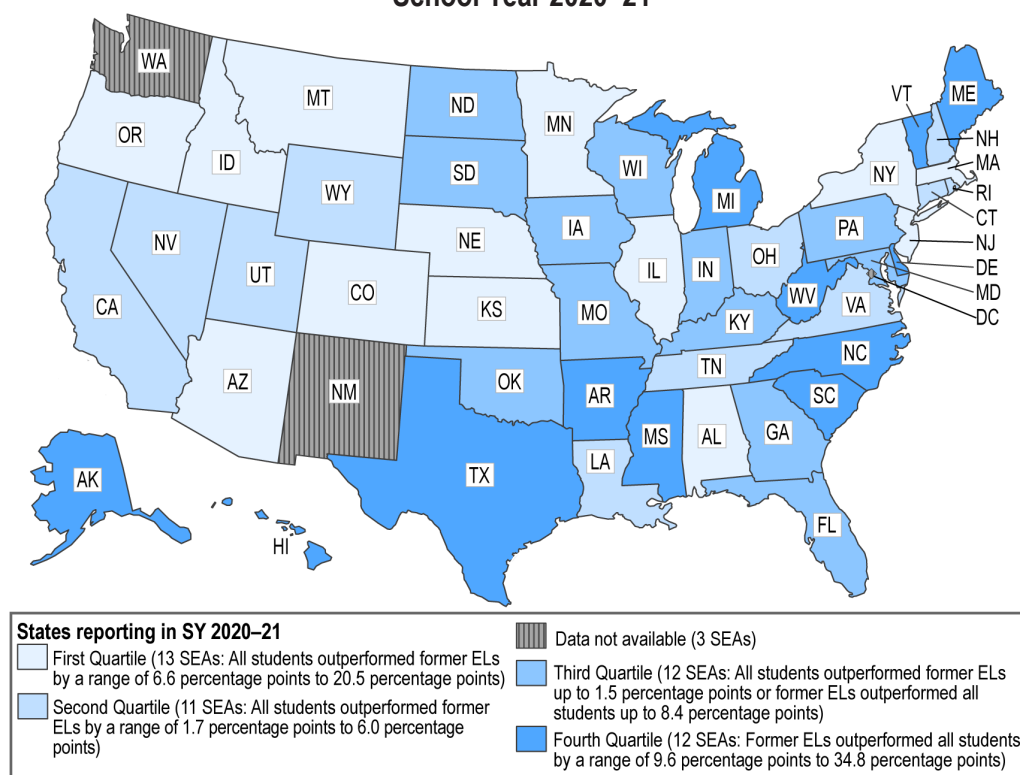 School Year 2020–21
WA
MT
ND
MN
VT
ME
OR
ID
SD
WI
NH
MA
WY
MI
NY
RI
CT
NE
IA
PA
NJ
NV
UT
CO
IL
IN
OH
DE
CA
KS
MO
WV
VA
MD
KY
DC
TN
NC
AZ
NM
OK
AR
SC
MS
AL
GA
AK
TX
LA
FL
HI
States reporting in SY 2020–21
First Quartile (13 SEAs: All students outperformed former ELs
by a range of 6.6 percentage points to 20.5 percentage points)
Second Quartile (11 SEAs: All students outperformed former
ELs by a range of 1.7 percentage points to 6.0 percentage
points)
Data not available (3 SEAs)
Third Quartile (12 SEAs: All students outperformed former ELs
up to 1.5 percentage points or former ELs outperformed all
students up to 8.4 percentage points)
Fourth Quartile (12 SEAs: Former ELs outperformed all students
by a range of 9.6 percentage points to 34.8 percentage points)